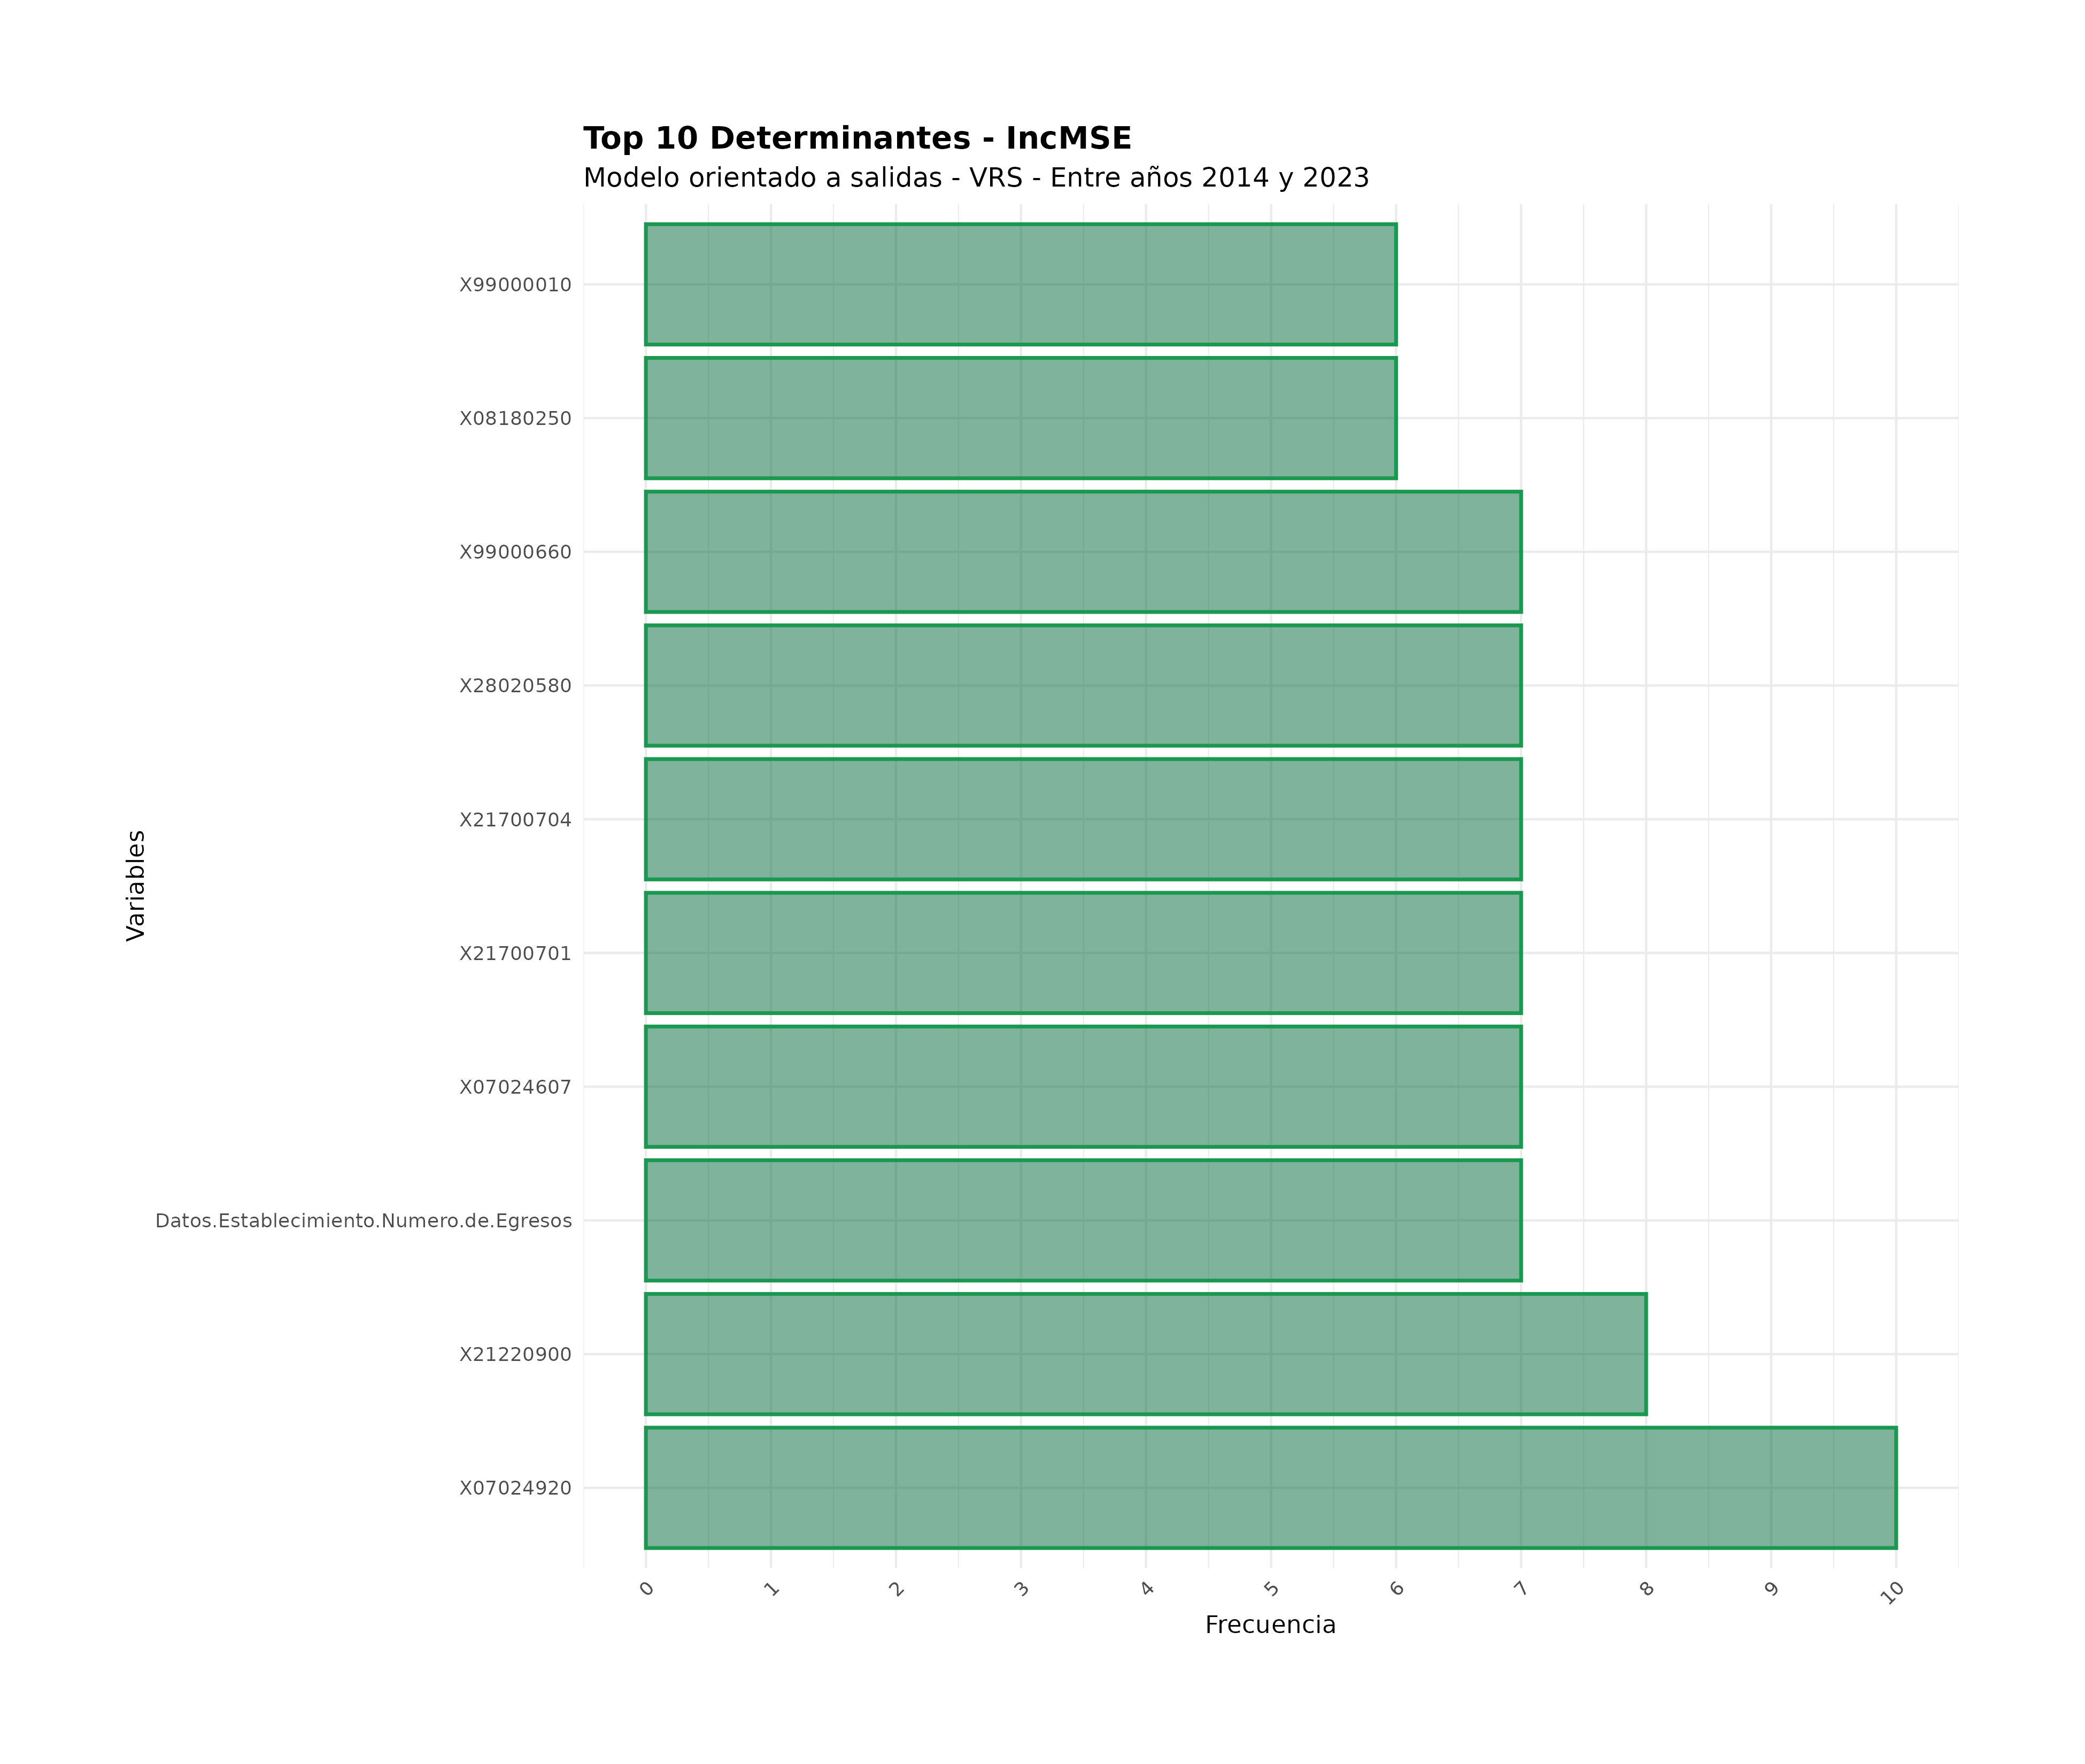 Top 10 Determinantes - IncMSE
Modelo orientado a salidas - VRS - Entre años 2014 y 2023
Variables
X99000010
X08180250
X99000660
X28020580
X21700704
X21700701
X07024607
Datos.Establecimiento.Numero.de.Egresos
X21220900
X07024920
0 1 2 3 4 5 6 7 8 9 10
Frecuencia